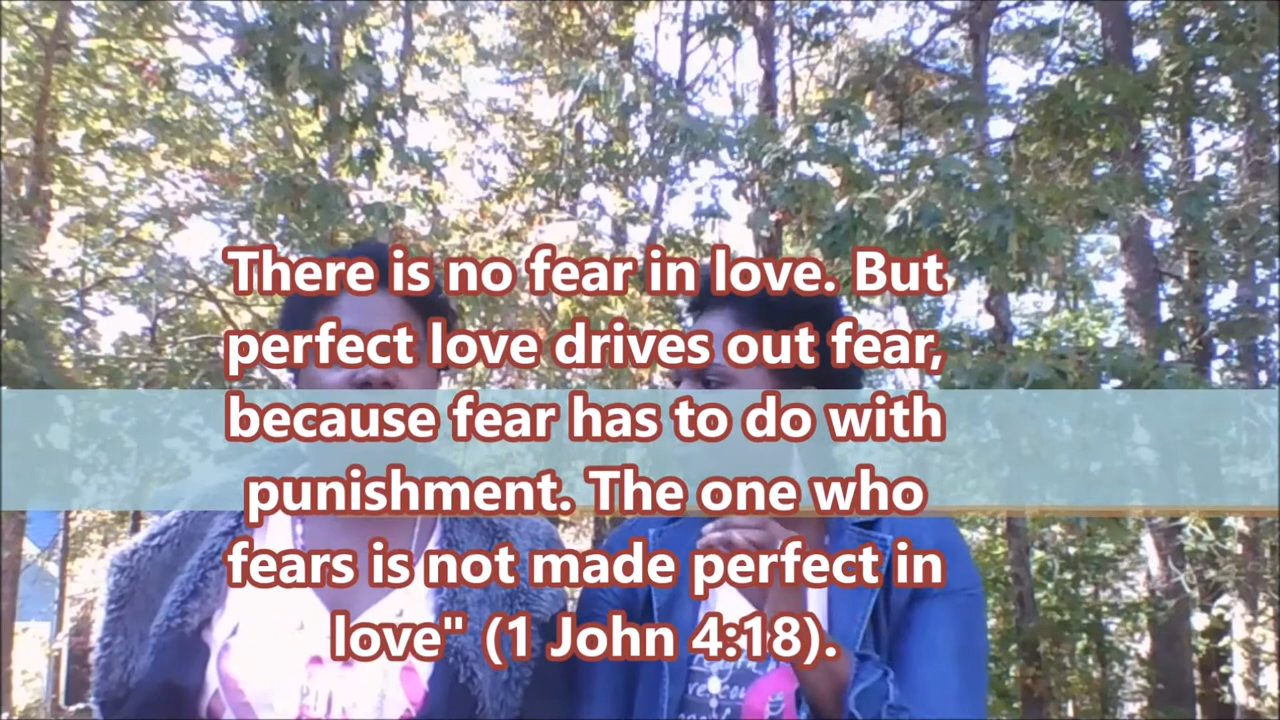 There is no fear in love. But
perfect love drives out fear,
because fear has to do with
punishment. The one who
fears is not made perfect in
love" (1 John 4:18).